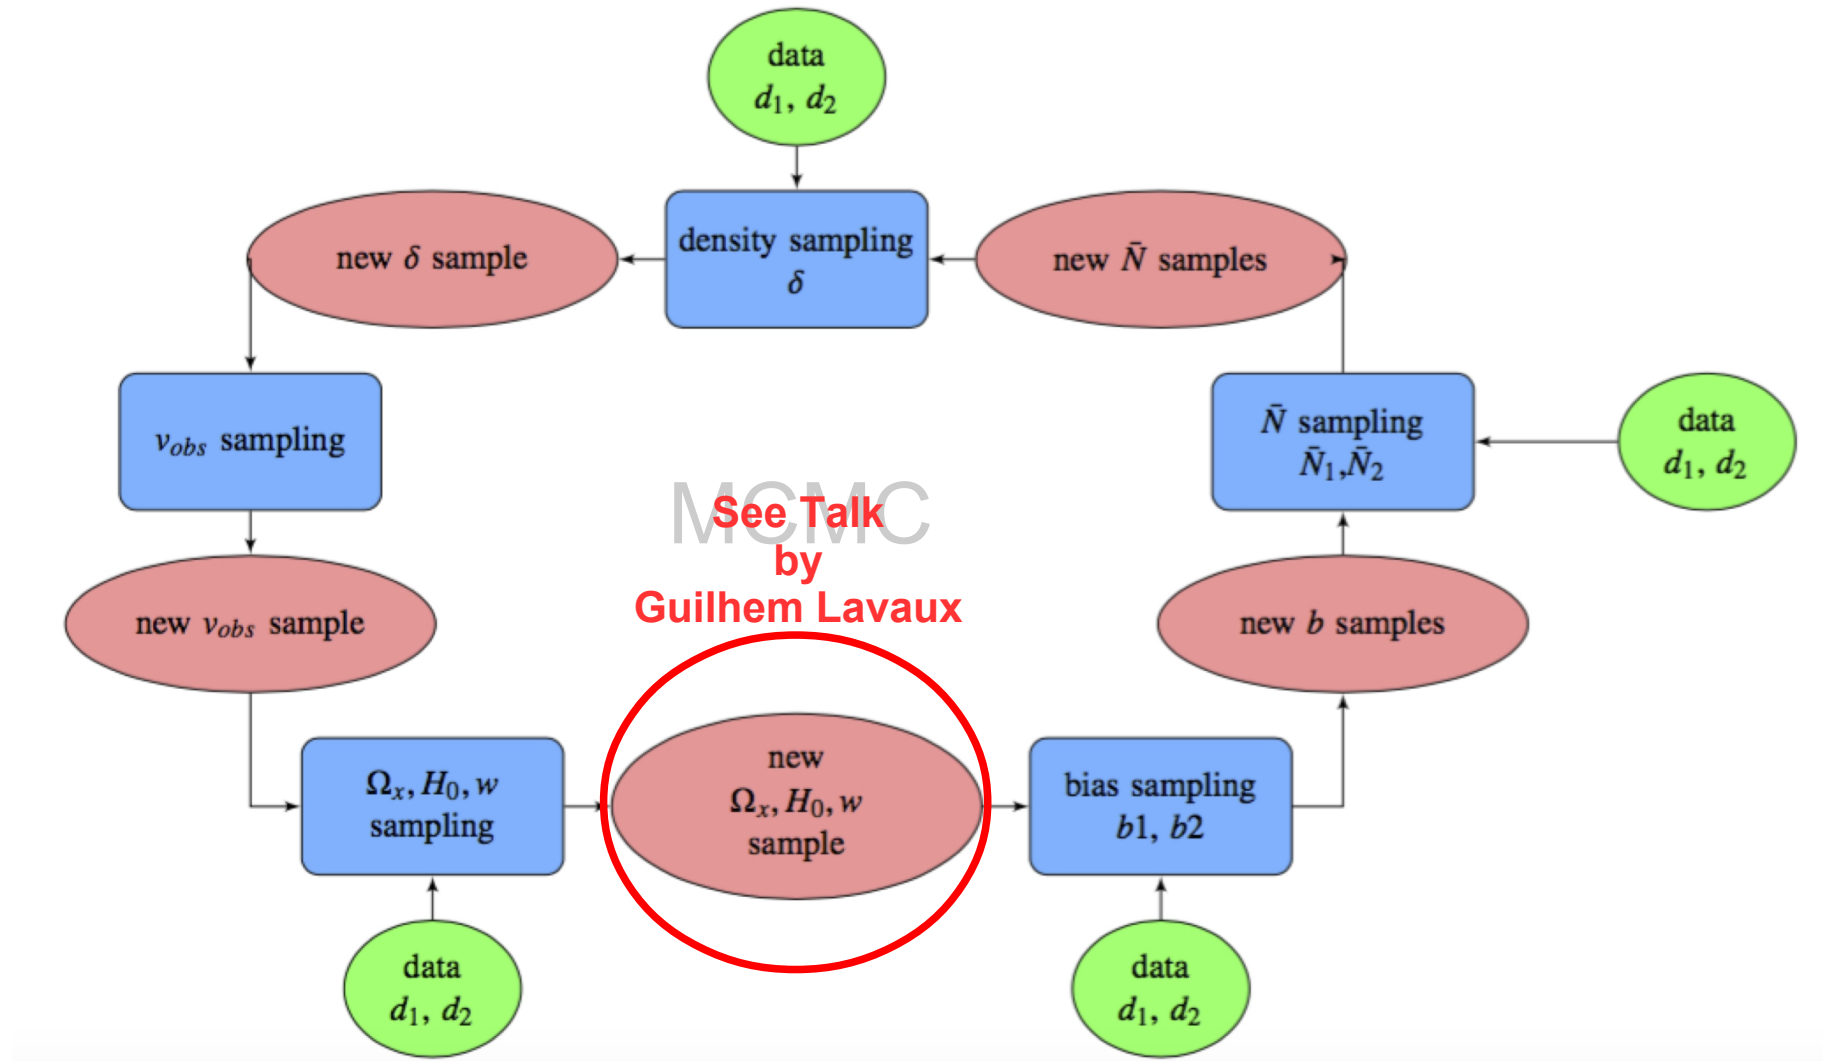 data
d₁, d₂
new δ sample
density sampling
δ
new N̄ samples
v_obs sampling
N̄ sampling
N̄₁,N̄₂
data
d₁, d₂
MCMC
See Talk
by
Guilhem Lavaux
new v_obs sample
new b samples
Ωₓ, H₀, w
sampling
new
Ωₓ, H₀, w
sample
bias sampling
b1, b2
data
d₁, d₂
data
d₁, d₂